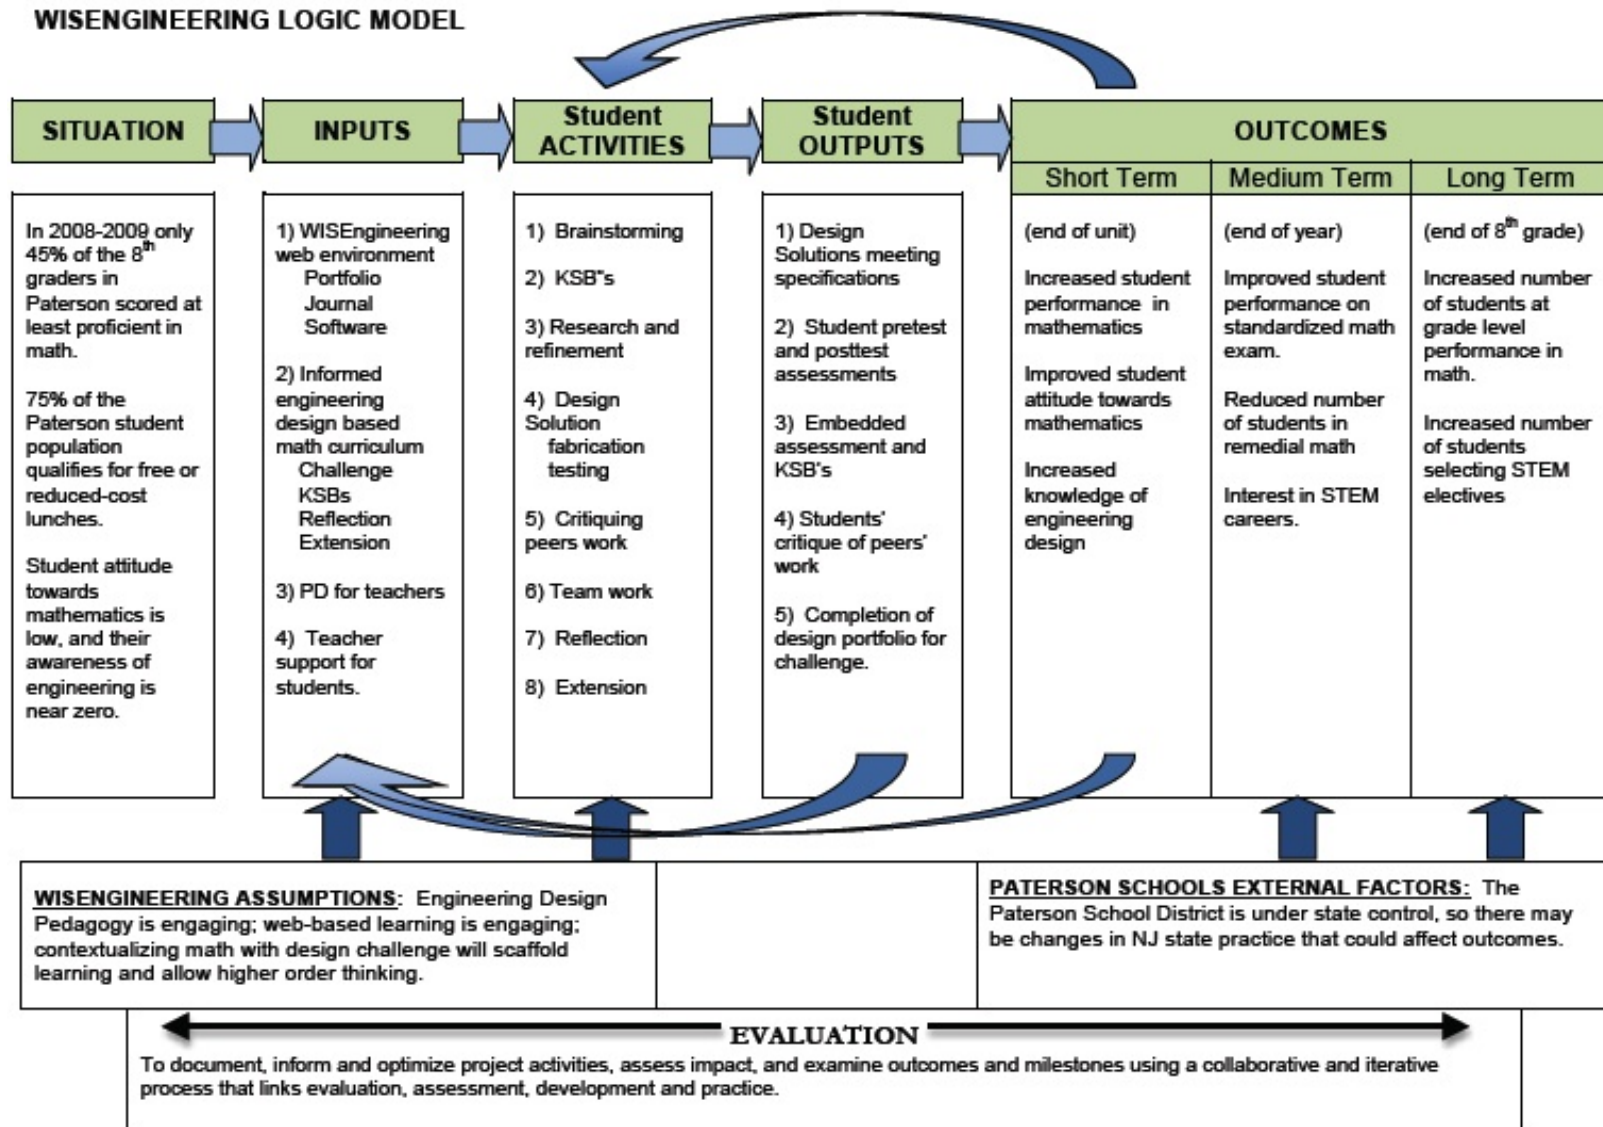 WISENGINEERING LOGIC MODEL
SITUATION
INPUTS
Student
ACTIVITIES
Student
OUTPUTS
OUTCOMES
Short Term
Medium Term
Long Term
In 2008-2009 only
45% of the 8th
graders in
Paterson scored at
least proficient in
math.
75% of the
Paterson student
population
qualifies for free or
reduced-cost
lunches.
Student attitude
towards
mathematics is
low, and their
awareness of
engineering is
near zero.
1) WISEngineering
web environment
Portfolio
Journal
Software
2) Informed
engineering
design based
math curriculum
Challenge
KSBs
Reflection
Extension
3) PD for teachers
4) Teacher
support for
students.
1) Brainstorming
2) KSB"s
3) Research and
refinement
4) Design
Solution
fabrication
testing
5) Critiquing
peers work
6) Team work
7) Reflection
8) Extension
1) Design
Solutions meeting
specifications
2) Student pretest
and posttest
assessments
3) Embedded
assessment and
KSB's
4) Students'
critique of peers'
work
5) Completion of
design portfolio for
challenge.
(end of unit)
Increased student
performance in
mathematics
Improved student
attitude towards
mathematics
Increased
knowledge of
engineering
design
(end of year)
Improved student
performance on
standardized math
exam.
Reduced number
of students in
remedial math
Interest in STEM
careers.
(end of 8th grade)
Increased number
of students at
grade level
performance in
math.
Increased number
of students
selecting STEM
electives
WISENGINEERING ASSUMPTIONS: Engineering Design
Pedagogy is engaging; web-based learning is engaging;
contextualizing math with design challenge will scaffold
learning and allow higher order thinking.
PATERSON SCHOOLS EXTERNAL FACTORS: The
Paterson School District is under state control, so there may
be changes in NJ state practice that could affect outcomes.
EVALUATION
To document, inform and optimize project activities, assess impact, and examine outcomes and milestones using a collaborative and iterative
process that links evaluation, assessment, development and practice.